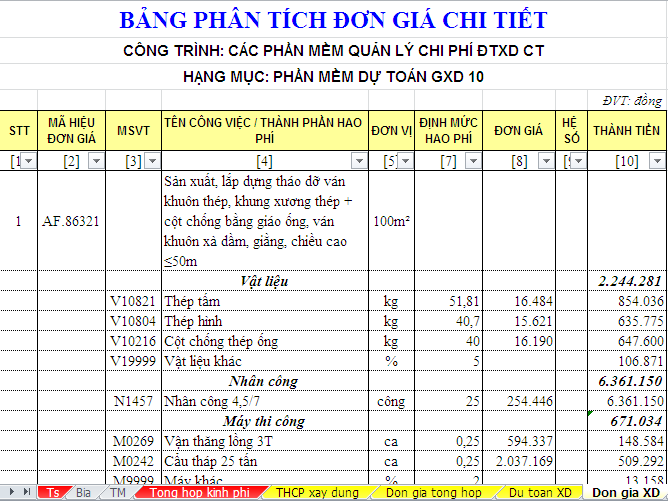 BẢNG PHÂN TÍCH ĐƠN GIÁ CHI TIẾT
CÔNG TRÌNH: CÁC PHẦN MỀM QUẢN LÝ CHI PHÍ ĐTXD CT
HẠNG MỤC: PHẦN MỀM DỰ TOÁN GXD 10
ĐVT: đồng
STT MÃ HIỆU ĐƠN GIÁ MSVT TÊN CÔNG VIỆC / THÀNH PHẦN HAO PHÍ ĐƠN VỊ ĐỊNH MỨC HAO PHÍ ĐƠN GIÁ HỆ SỐ THÀNH TIỀN
[1 [2] [3] [4] [5] [7] [8] [9 [10]
1 AF.86321 Sản xuất, lắp dựng tháo dỡ ván 100m²
khuôn thép, khung xương thép +
cột chống bằng giáo ống, ván
khuôn xà dầm, giằng, chiều cao
≤50m
Vật liệu 2.244.281
V10821 Thép tấm kg 51,81 16.484 854.036
V10804 Thép hình kg 40,7 15.621 635.775
V10216 Cột chống thép ống kg 40 16.190 647.600
V19999 Vật liệu khác % 5 106.871
Nhân công 6.361.150
N1457 Nhân công 4,5/7 công 25 254.446 6.361.150
Máy thi công 671.034
M0269 Vận thăng lồng 3T ca 0,25 594.337 148.584
M0242 Cẩu tháp 25 tấn ca 0,25 2.037.169 509.292
M9999 Máy khác % 2 13.158
Ts Bia TM Tong hop kinh phi THCP xay dung Don gia tong hop Du toan XD Don gia XD